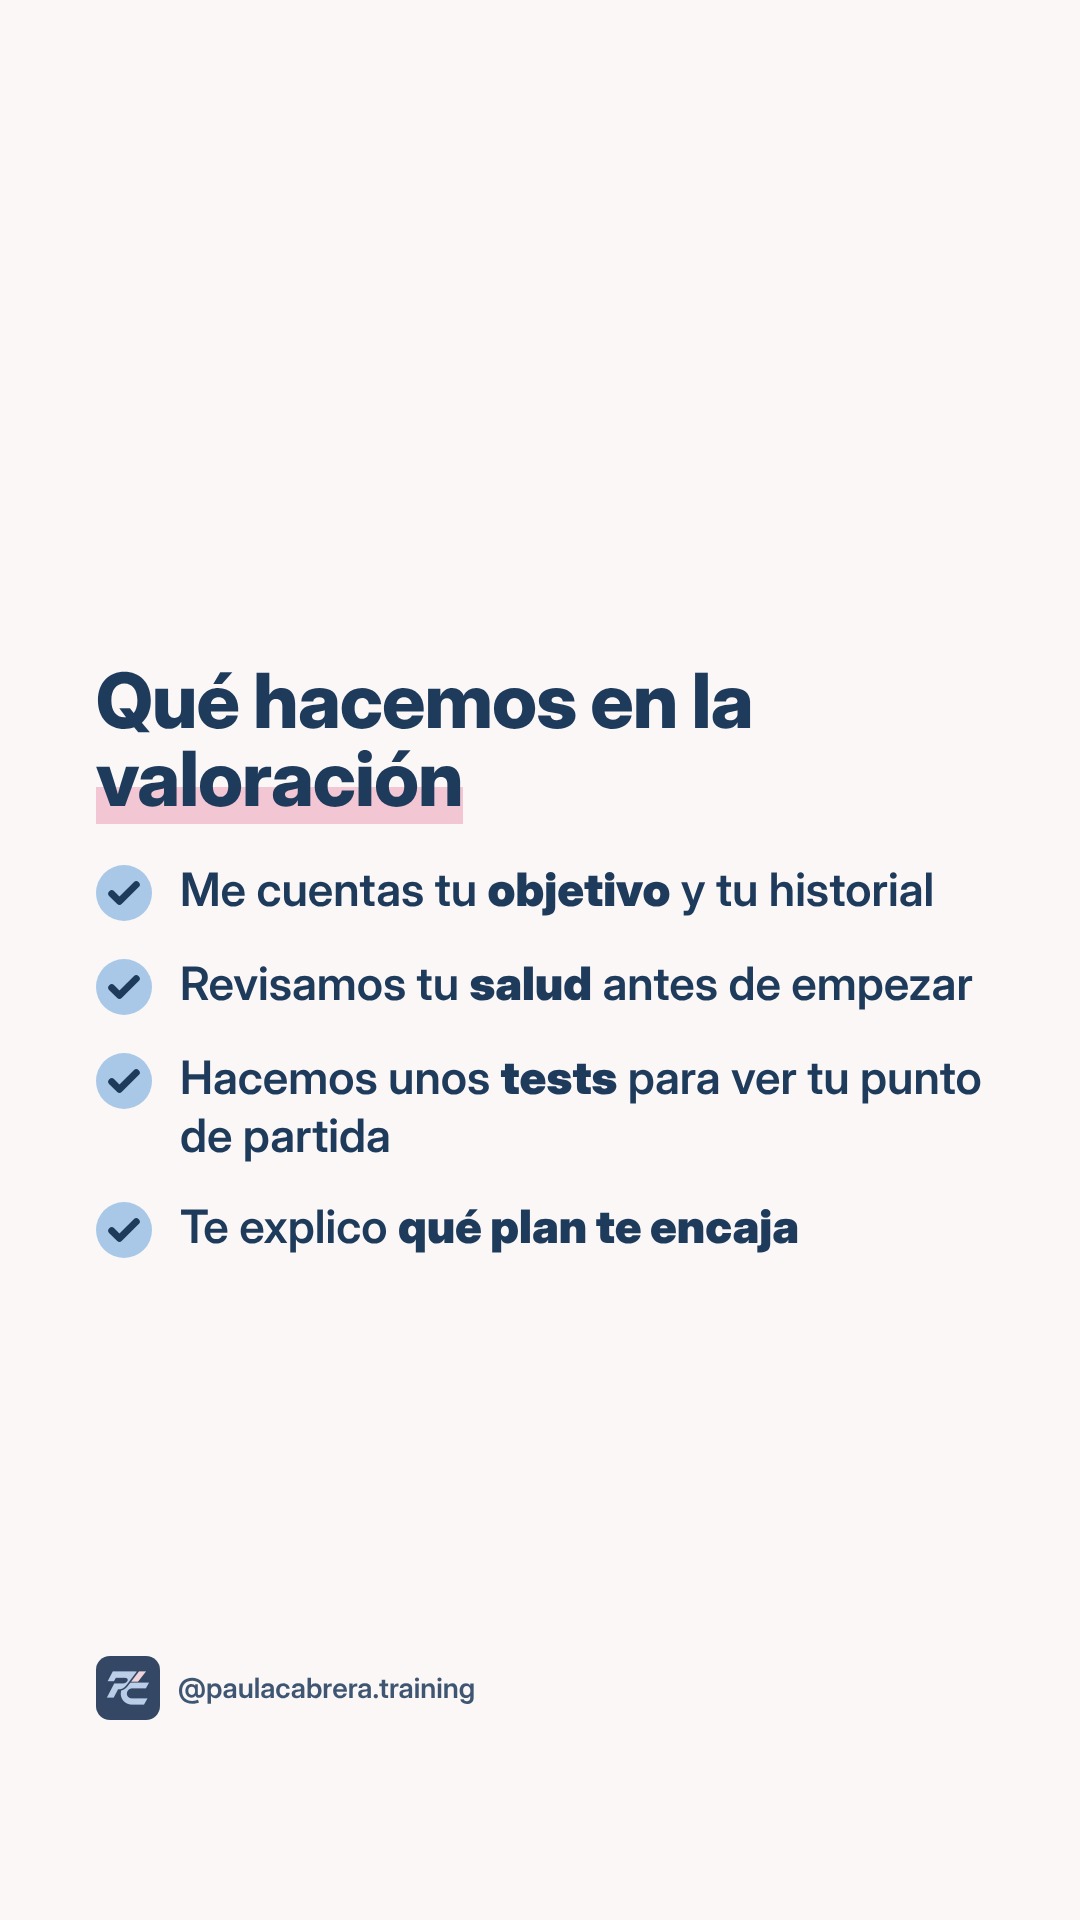 Qué hacemos en la
valoración
Me cuentas tu objetivo y tu historial
Revisamos tu salud antes de empezar
Hacemos unos tests para ver tu punto
de partida
Te explico qué plan te encaja
PC
@paulacabrera.training